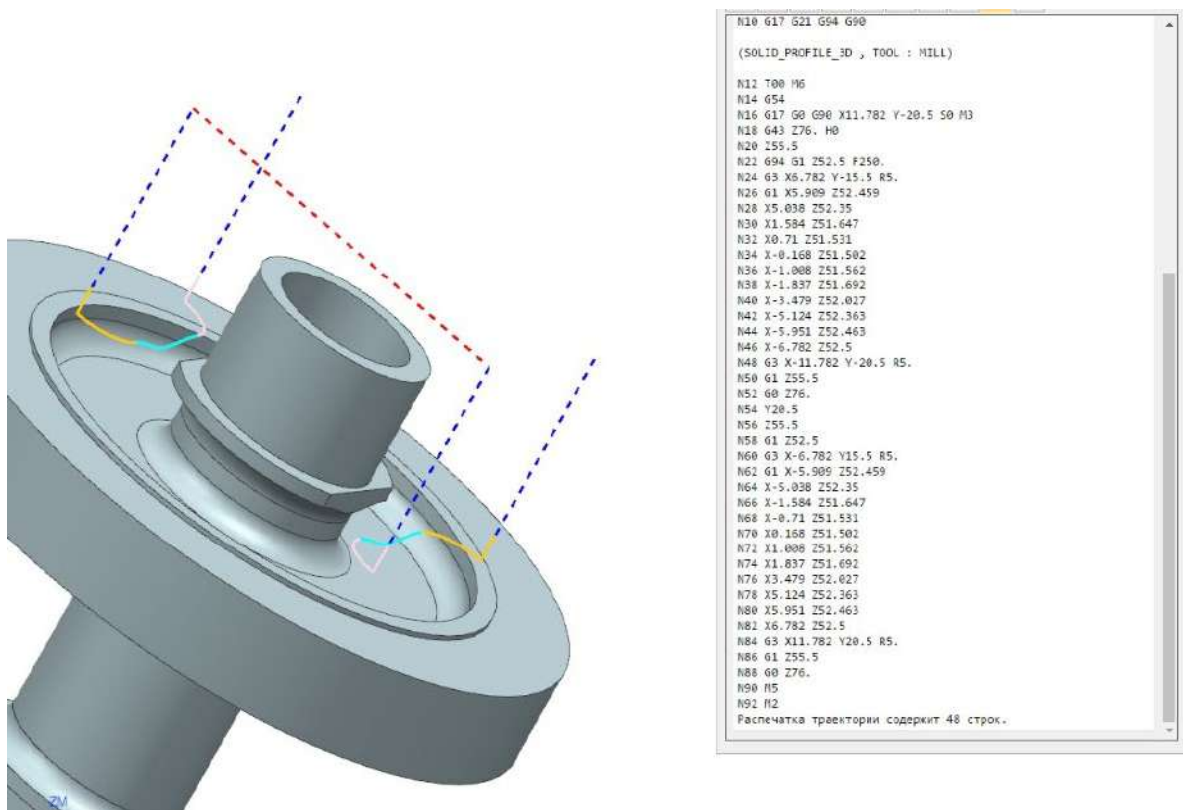 N10 G17 G21 G94 G90
(SOLID_PROFILE_3D , TOOL : MILL)
N12 T00 M6
N14 G54
N16 G17 G0 G90 X11.782 Y-20.5 S0 M3
N18 G43 Z76. H0
N20 Z55.5
N22 G94 G1 Z52.5 F250.
N24 G3 X6.782 Y-15.5 R5.
N26 G1 X5.909 Z52.459
N28 X5.038 Z52.35
N30 X1.584 Z51.647
N32 X0.71 Z51.531
N34 X-0.168 Z51.502
N36 X-1.008 Z51.562
N38 X-1.837 Z51.692
N40 X-3.479 Z52.027
N42 X-5.124 Z52.363
N44 X-5.951 Z52.463
N46 X-6.782 Z52.5
N48 G3 X-11.782 Y-20.5 R5.
N50 G1 Z55.5
N52 G0 Z76.
N54 Y20.5
N56 Z55.5
N58 G1 Z52.5
N60 G3 X-6.782 Y15.5 R5.
N62 G1 X-5.909 Z52.459
N64 X-5.038 Z52.35
N66 X-1.584 Z51.647
N68 X-0.71 Z51.531
N70 X0.168 Z51.502
N72 X1.008 Z51.562
N74 X1.837 Z51.692
N76 X3.479 Z52.027
N78 X5.124 Z52.363
N80 X5.951 Z52.463
N82 X6.782 Z52.5
N84 G3 X11.782 Y20.5 R5.
N86 G1 Z55.5
N88 G0 Z76.
N90 M5
N92 M2
Распечатка траектории содержит 48 строк.
ZM